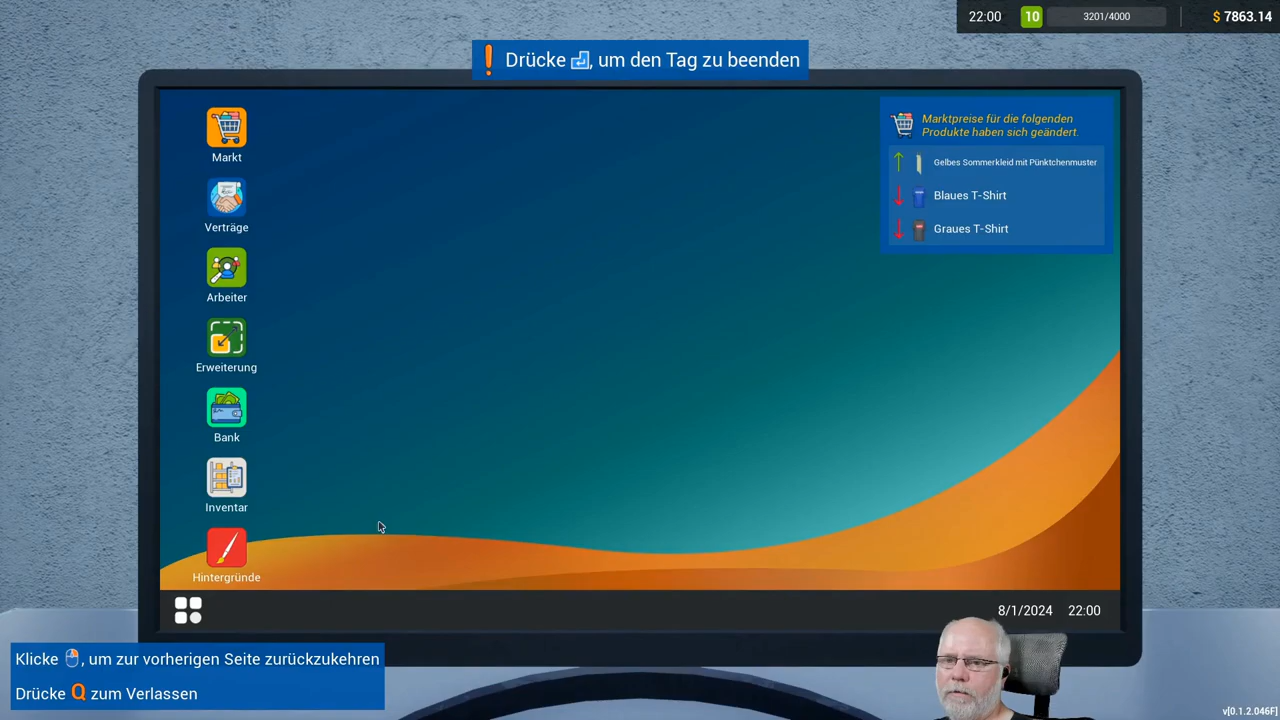 22:00
10
3201/4000
$ 7863.14
Drücke , um den Tag zu beenden
Markt
Verträge
Arbeiter
Erweiterung
Bank
Inventar
Hintergründe
Marktpreise für die folgenden
Produkte haben sich geändert.
Gelbes Sommerkleid mit Pünktchenmuster
Blaues T-Shirt
Graues T-Shirt
8/1/2024 22:00
Klicke , um zur vorherigen Seite zurückzukehren
Drücke Q zum Verlassen
v[0.1.2.046F]